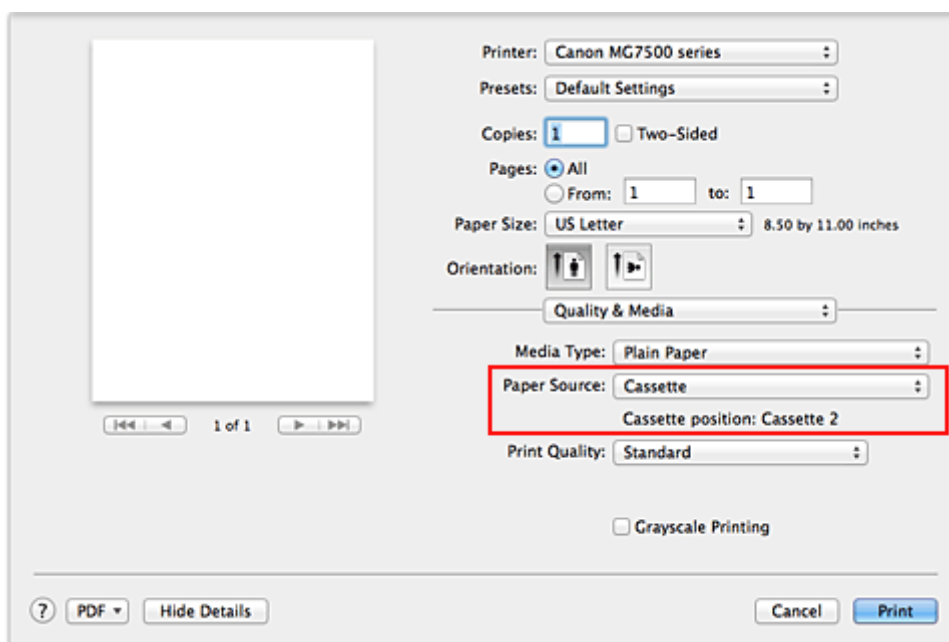 Printer: Canon MG7500 series
Presets: Default Settings
Copies: 1 Two-Sided
Pages: All
From: 1 to: 1
Paper Size: US Letter 8.50 by 11.00 inches
Orientation:
Quality & Media
Media Type: Plain Paper
Paper Source: Cassette
Cassette position: Cassette 2
1 of 1
Print Quality: Standard
Grayscale Printing
? PDF Hide Details Cancel Print